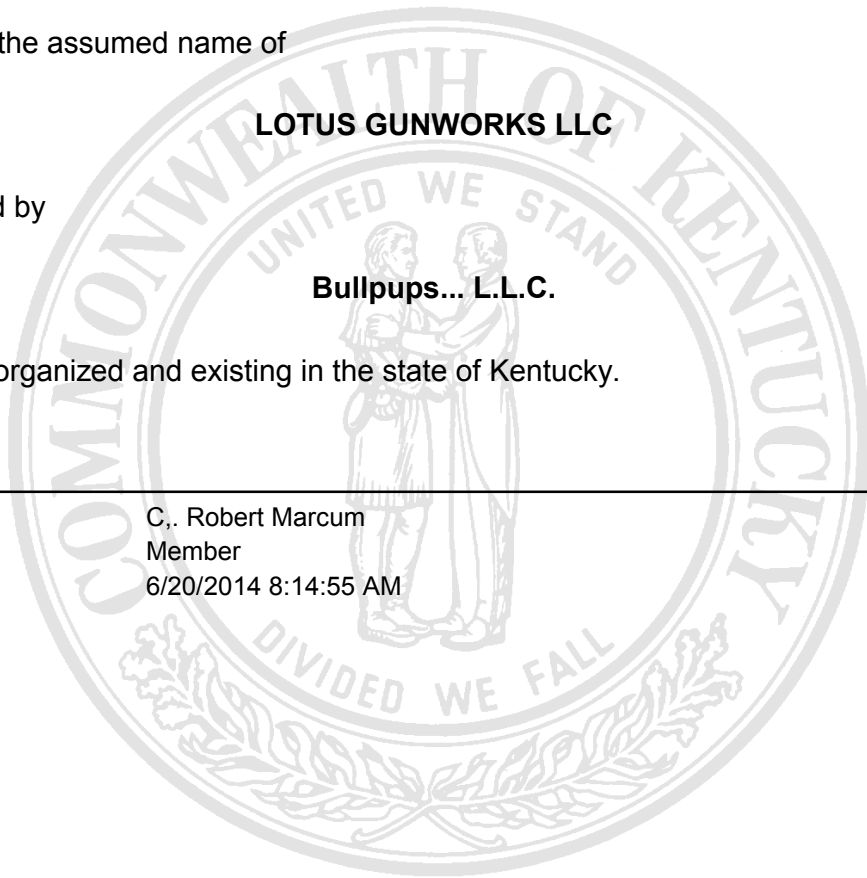 the assumed name of
LOTUS GUNWORKS LLC
d by
Bullpups... L.L.C.
organized and existing in the state of Kentucky.
C,. Robert Marcum
Member
6/20/2014 8:14:55 AM
COMMONWEALTH OF KENTUCKY
UNITED WE STAND
DIVIDED WE FALL